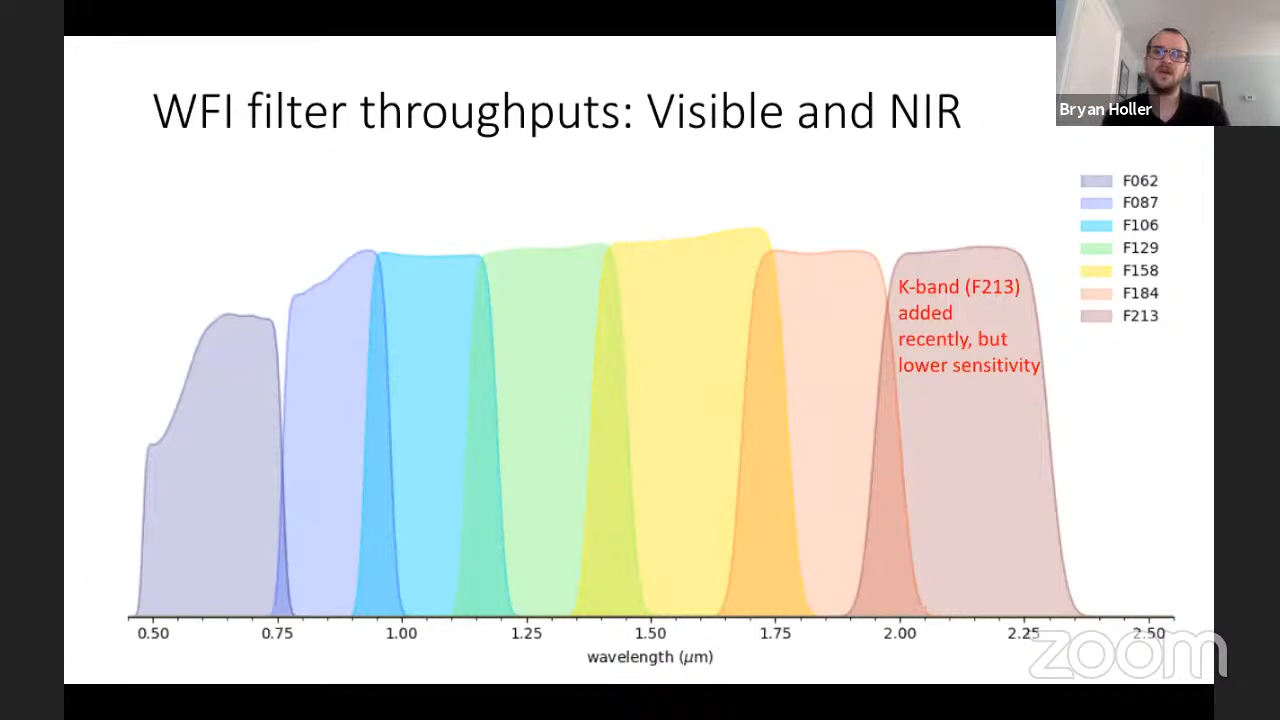 WFI filter throughputs: Visible and NIR
Bryan Holler
F062
F087
F106
F129
F158
F184
F213
K-band (F213)
added
recently, but
lower sensitivity
0.50 0.75 1.00 1.25 1.50 1.75 2.00 2.25 2.50
wavelength (μm)
zoom